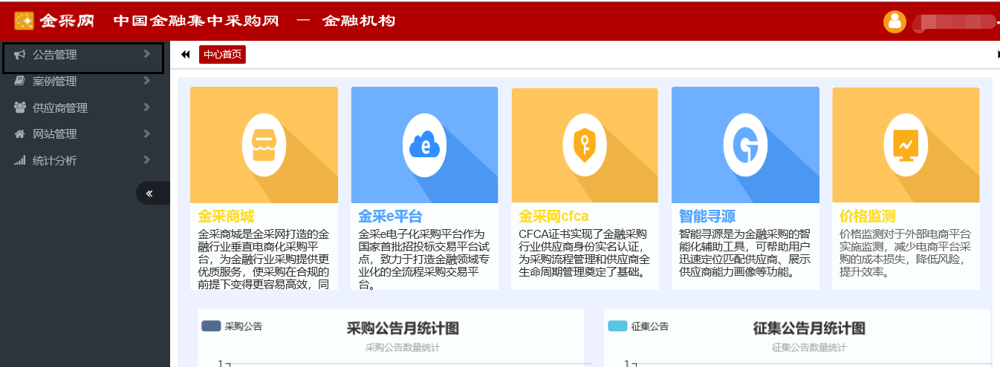 金采网 中国金融集中采购网 — 金融机构
公告管理
案例管理
供应商管理
网站管理
统计分析
中心首页
e
金采商城
金采商城是金采网打造的金
融行业垂直电商化采购平
台，为金融行业采购提供更
优质服务，使采购在合规的
前提下变得更容易高效，同
金采e平台
金采e电子化采购平台作为
国家首批招投标交易平台试
点，致力于打造金融领域专
业化的全流程采购交易平
台。
金采网cfca
CFCA证书实现了金融采购
行业供应商身份实名认证，
为采购流程管理和供应商全
生命周期管理奠定了基础。
智能寻源
智能寻源是为金融采购的智
能化辅助工具，可帮助用户
迅速定位匹配供应商、展示
供应商能力画像等功能。
价格监测
价格监测对于外部电商平台
实施监测，减少电商平台采
购的成本损失，降低风险，
提升效率。
采购公告
采购公告月统计图
采购公告数量统计
1
征集公告
征集公告月统计图
征集公告数量统计
1